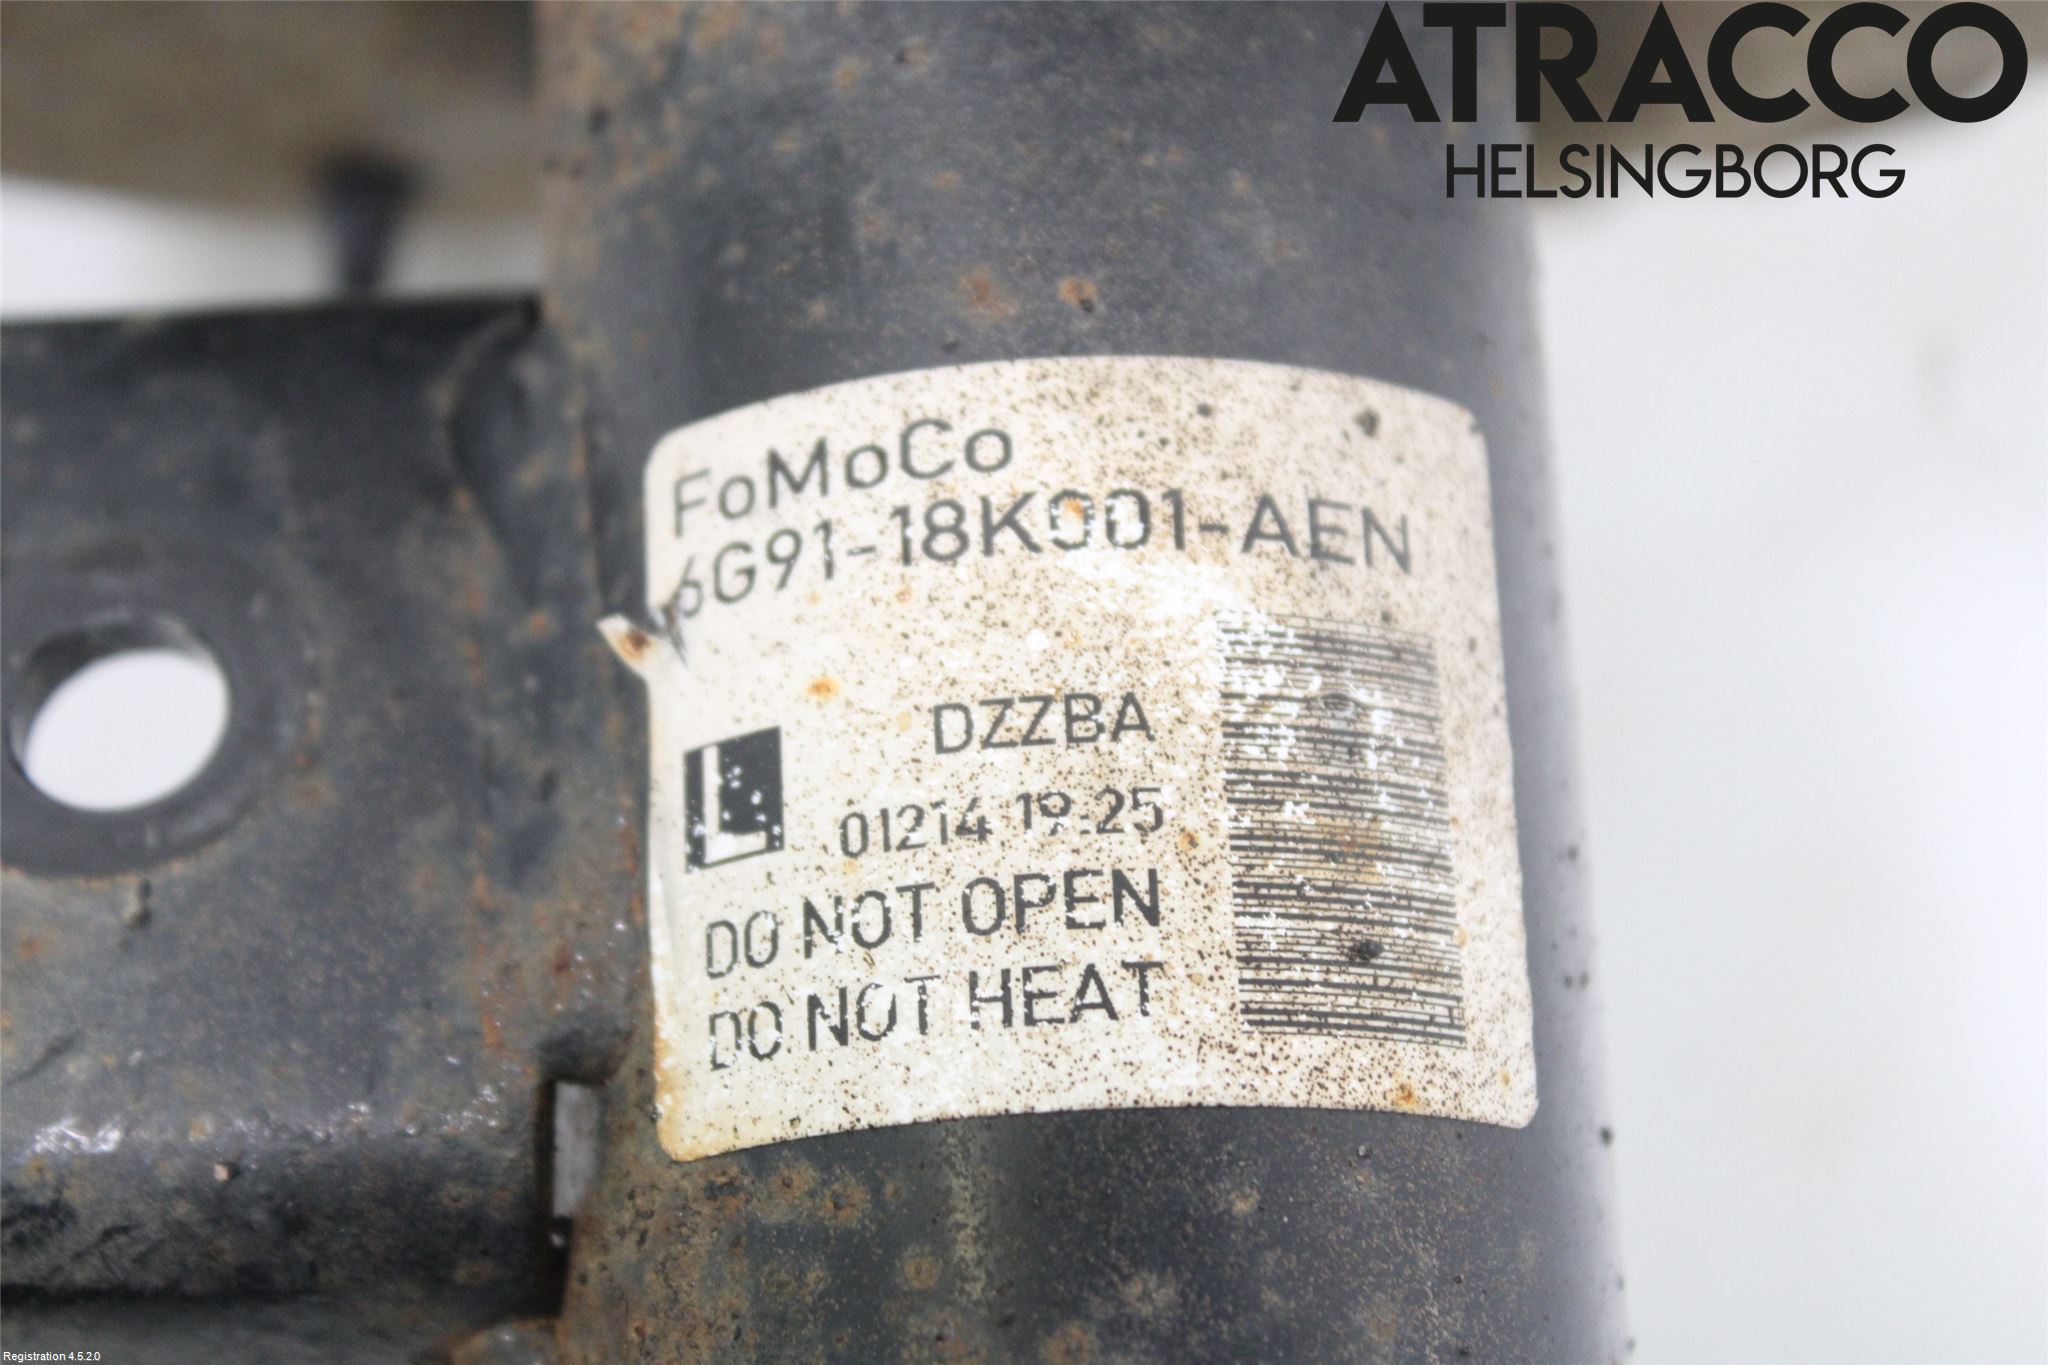 ATRACCO
HELSINGBORG
FoMoCo
6G91-18K001-AEN
DZZBA
L
01214 19:25
DO NOT OPEN
DO NOT HEAT
Registration 4.5.2.0